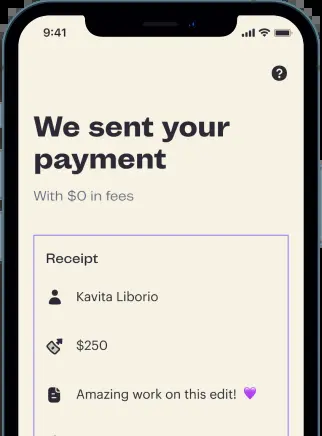 9:41
We sent your
payment
With $0 in fees
Receipt
Kavita Liborio
$250
Amazing work on this edit! 💜